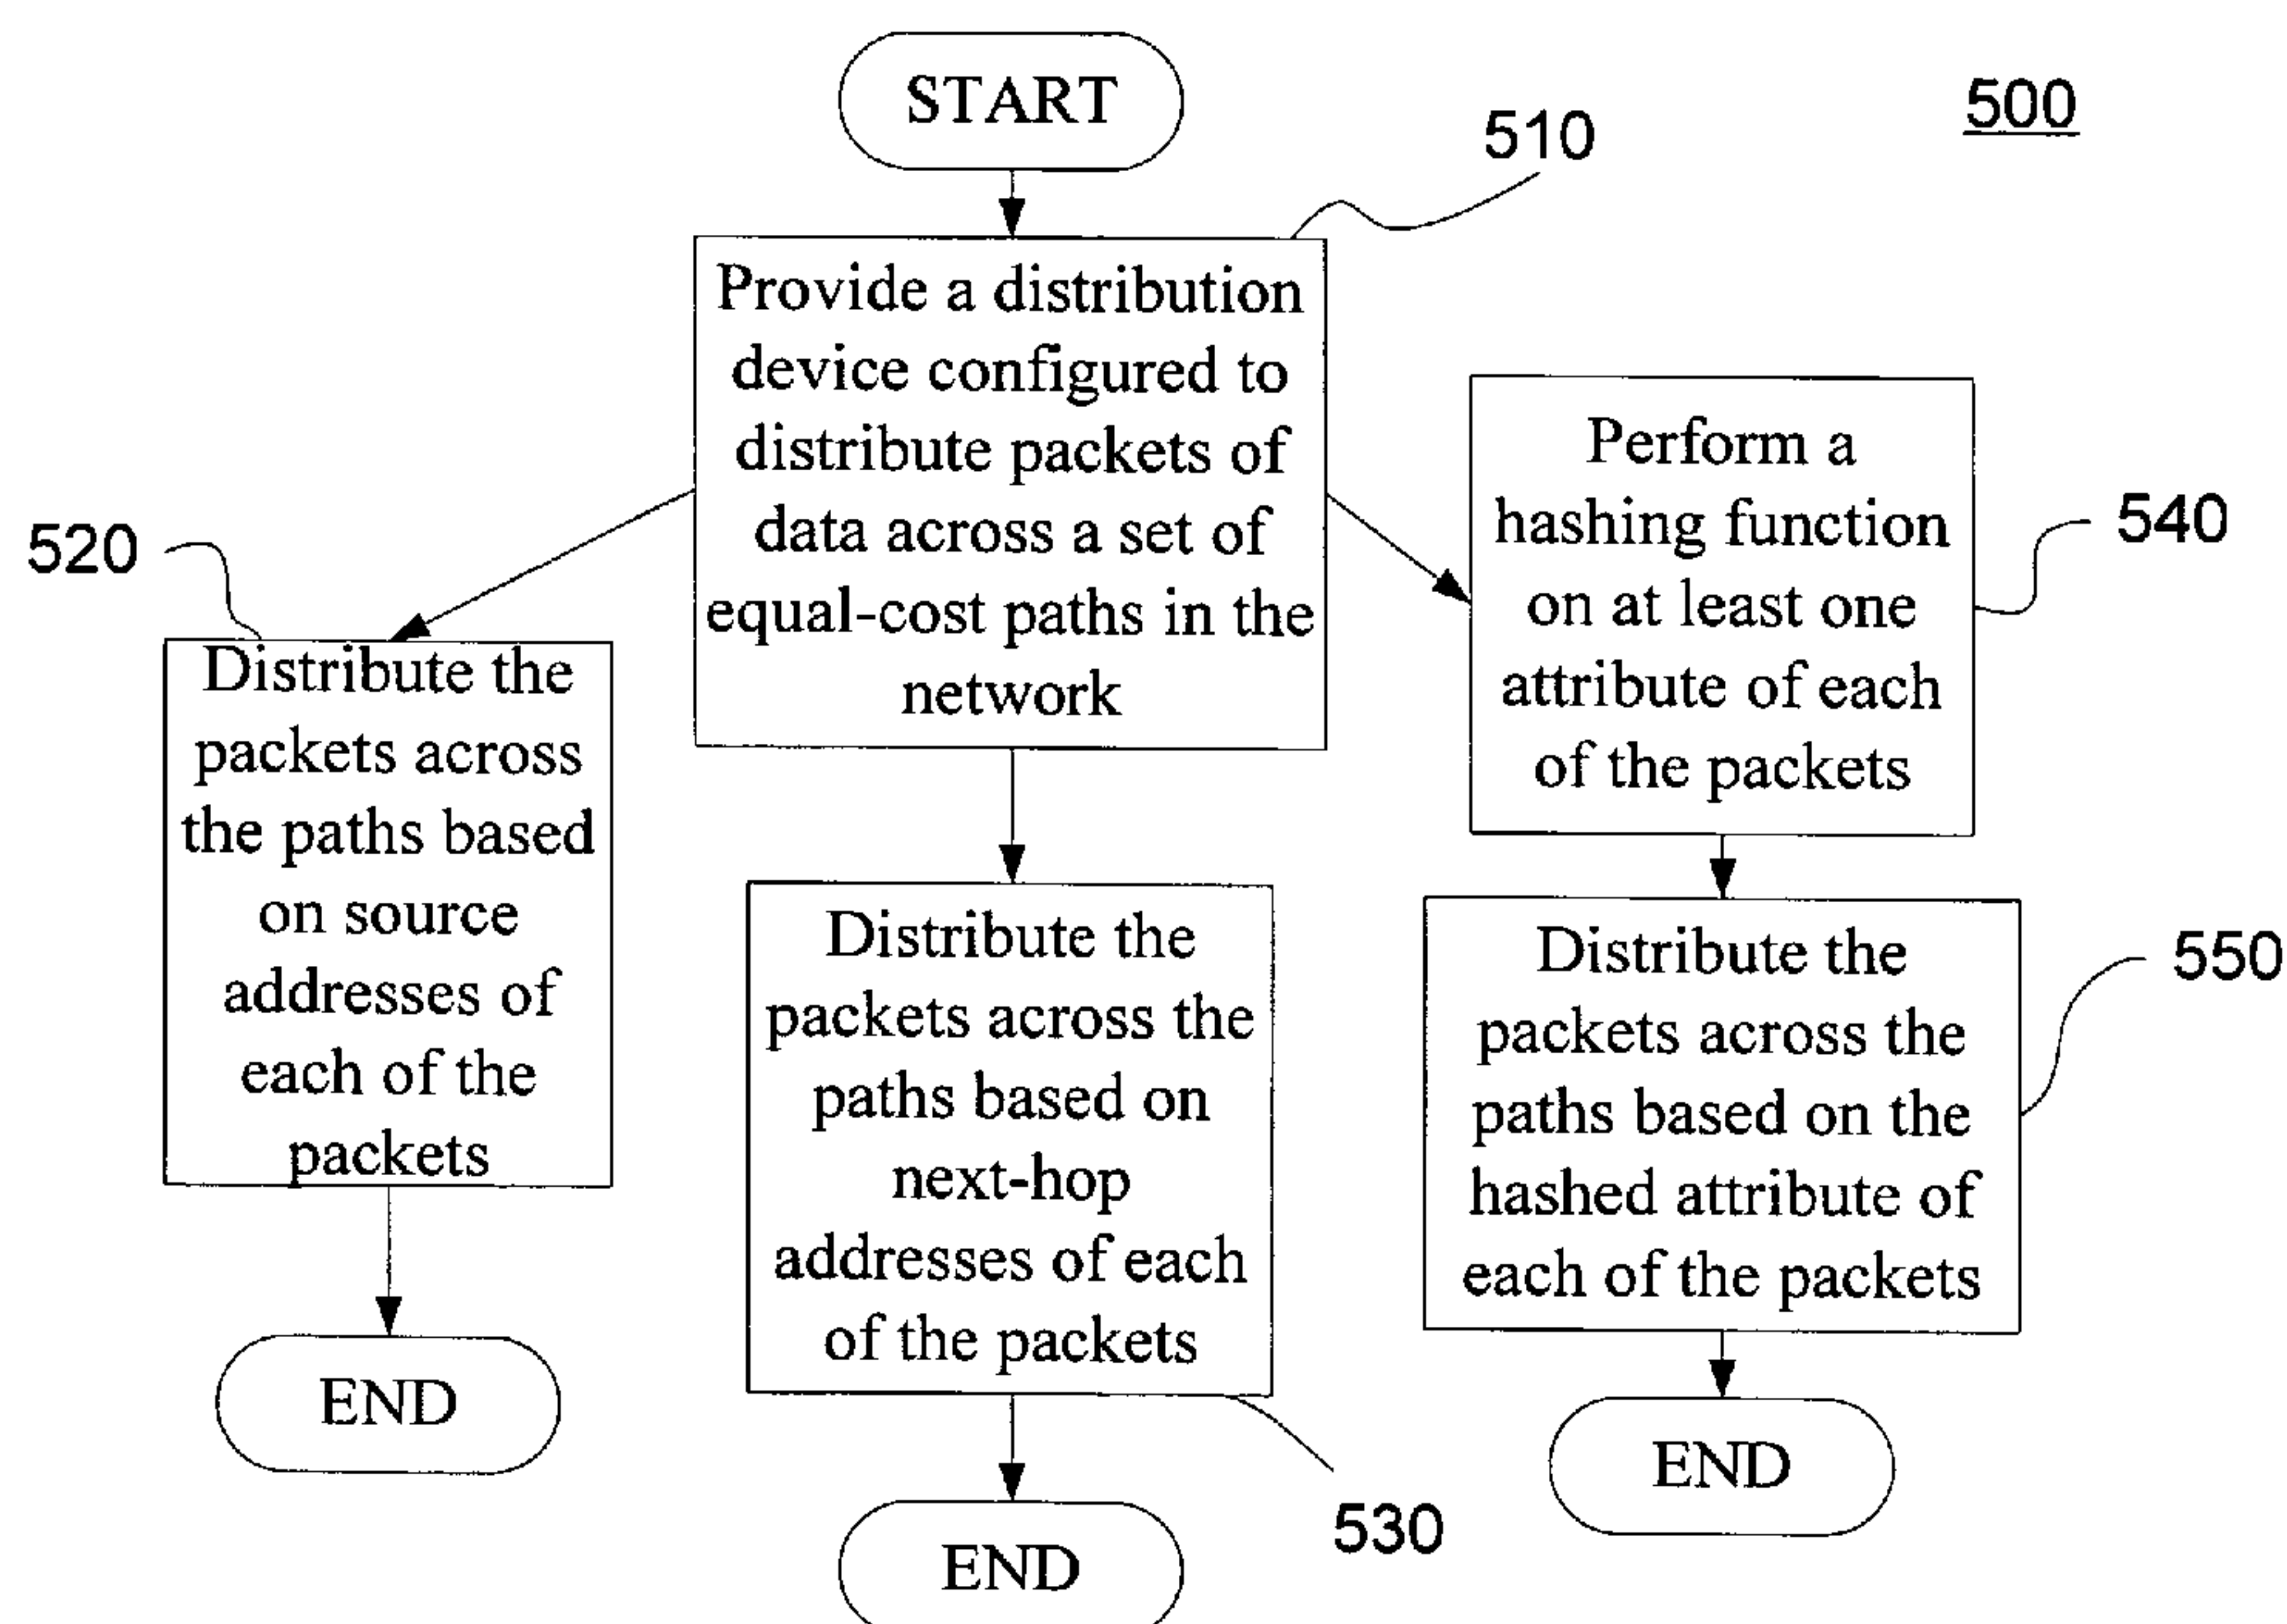 START
500
510
Provide a distribution
device configured to
distribute packets of
data across a set of
equal-cost paths in the
network
520
Distribute the
packets across
the paths based
on source
addresses of
each of the
packets
END
Distribute the
packets across the
paths based on
next-hop
addresses of each
of the packets
530
END
Perform a
hashing function
on at least one
attribute of each
of the packets
540
Distribute the
packets across the
paths based on the
hashed attribute of
each of the packets
550
END